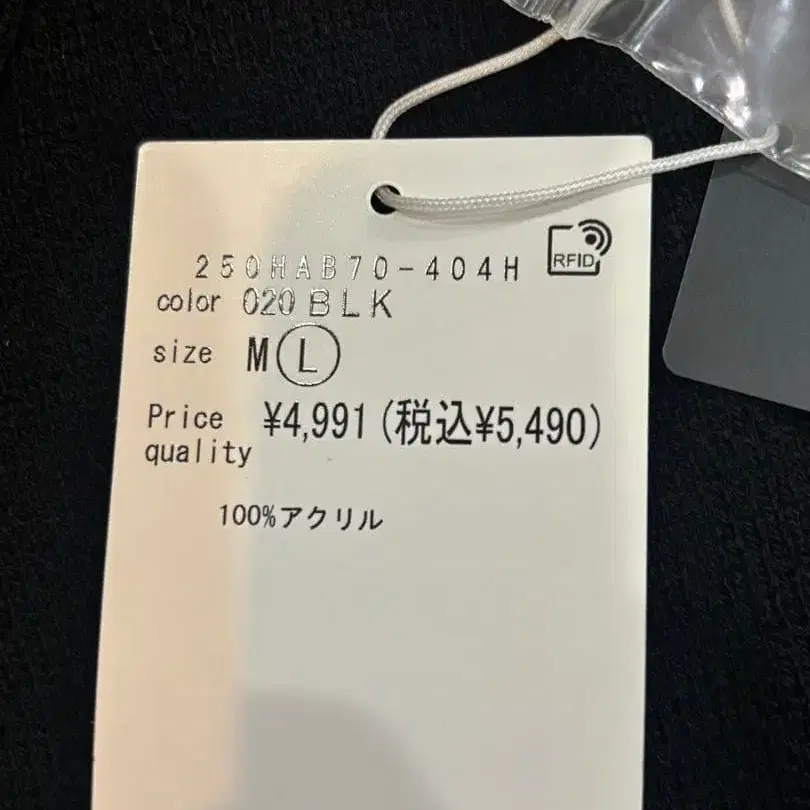 250HAB70-404H
RFID
color 020 BLK
size M L
Price ¥4,991 (税込¥5,490)
quality
100%アクリル